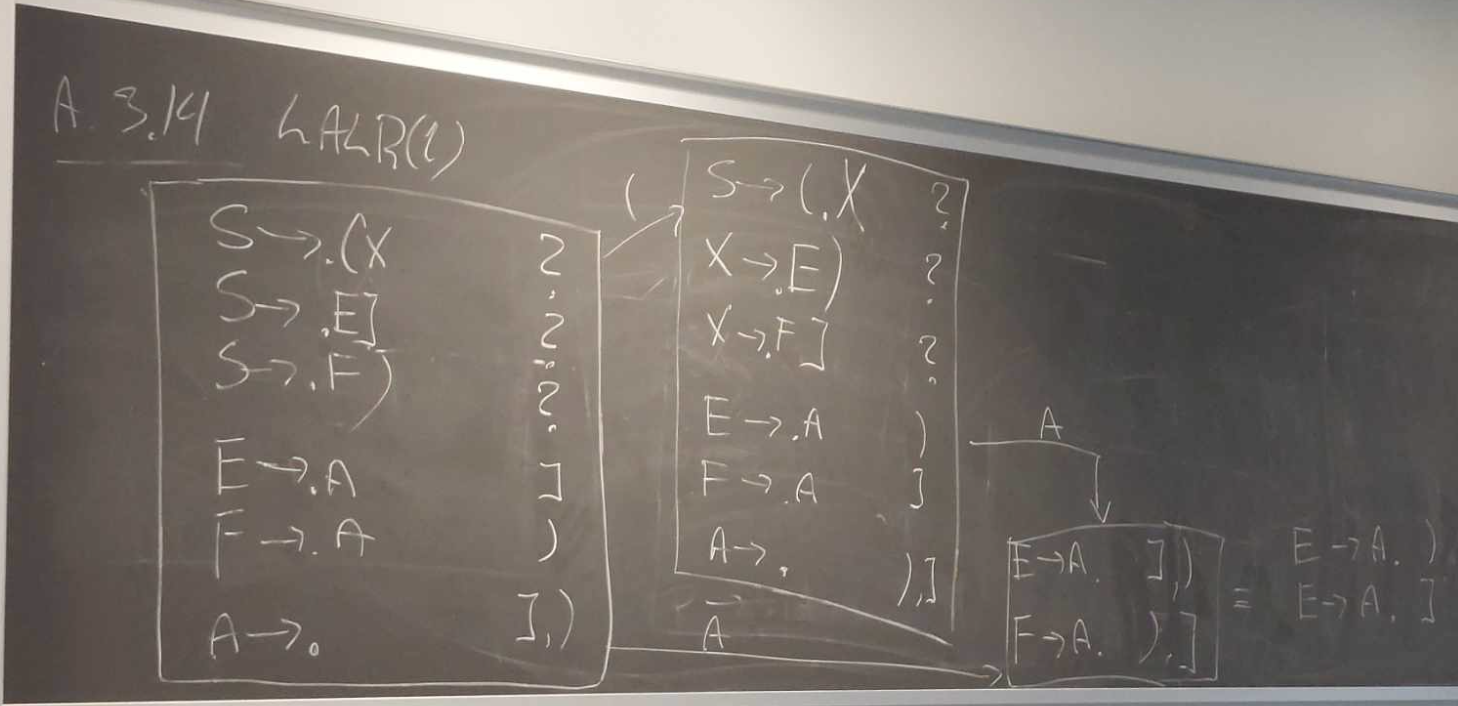 A. 3.14 LALR(1)
S→.(X ?
S→.E] ?
S→.F) ?
E→.A ]
F→.A )
A→. ],)
(
S→(.X ?
X→.E) ?
X→.F] ?
E→.A )
F→.A ]
A→. ),]
A
A
E→A. ],)
F→A. ),]
≡
E→A. )
E→A. ]